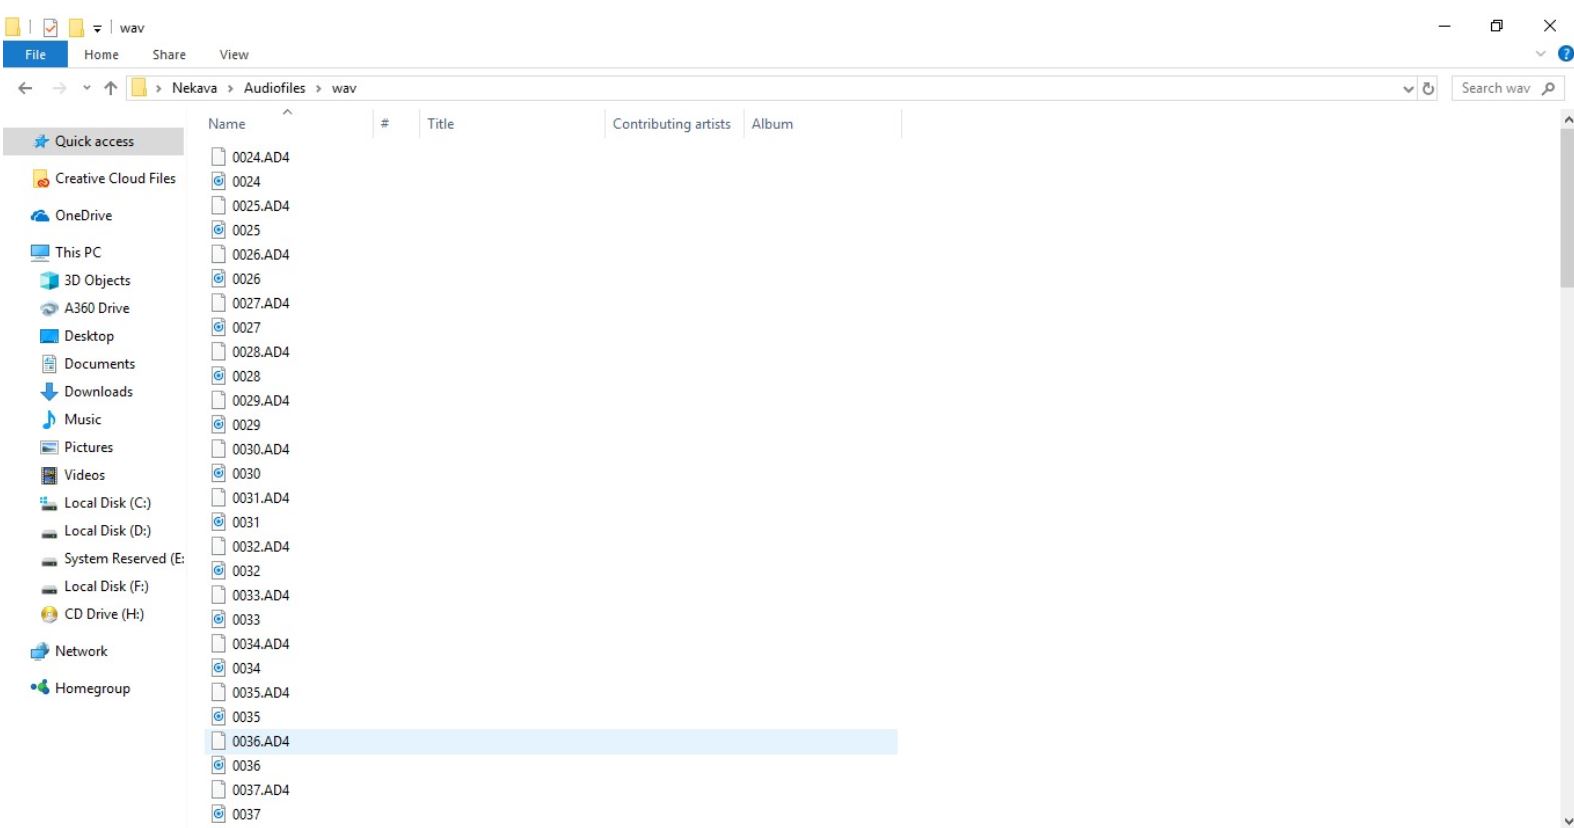 wav
File Home Share View
Nekava Audiofiles wav
Search wav
Name # Title Contributing artists Album
Quick access
Creative Cloud Files
OneDrive
This PC
3D Objects
A360 Drive
Desktop
Documents
Downloads
Music
Pictures
Videos
Local Disk (C:)
Local Disk (D:)
System Reserved (E:
Local Disk (F:)
CD Drive (H:)
Network
Homegroup
0024.AD4
0024
0025.AD4
0025
0026.AD4
0026
0027.AD4
0027
0028.AD4
0028
0029.AD4
0029
0030.AD4
0030
0031.AD4
0031
0032.AD4
0032
0033.AD4
0033
0034.AD4
0034
0035.AD4
0035
0036.AD4
0036
0037.AD4
0037